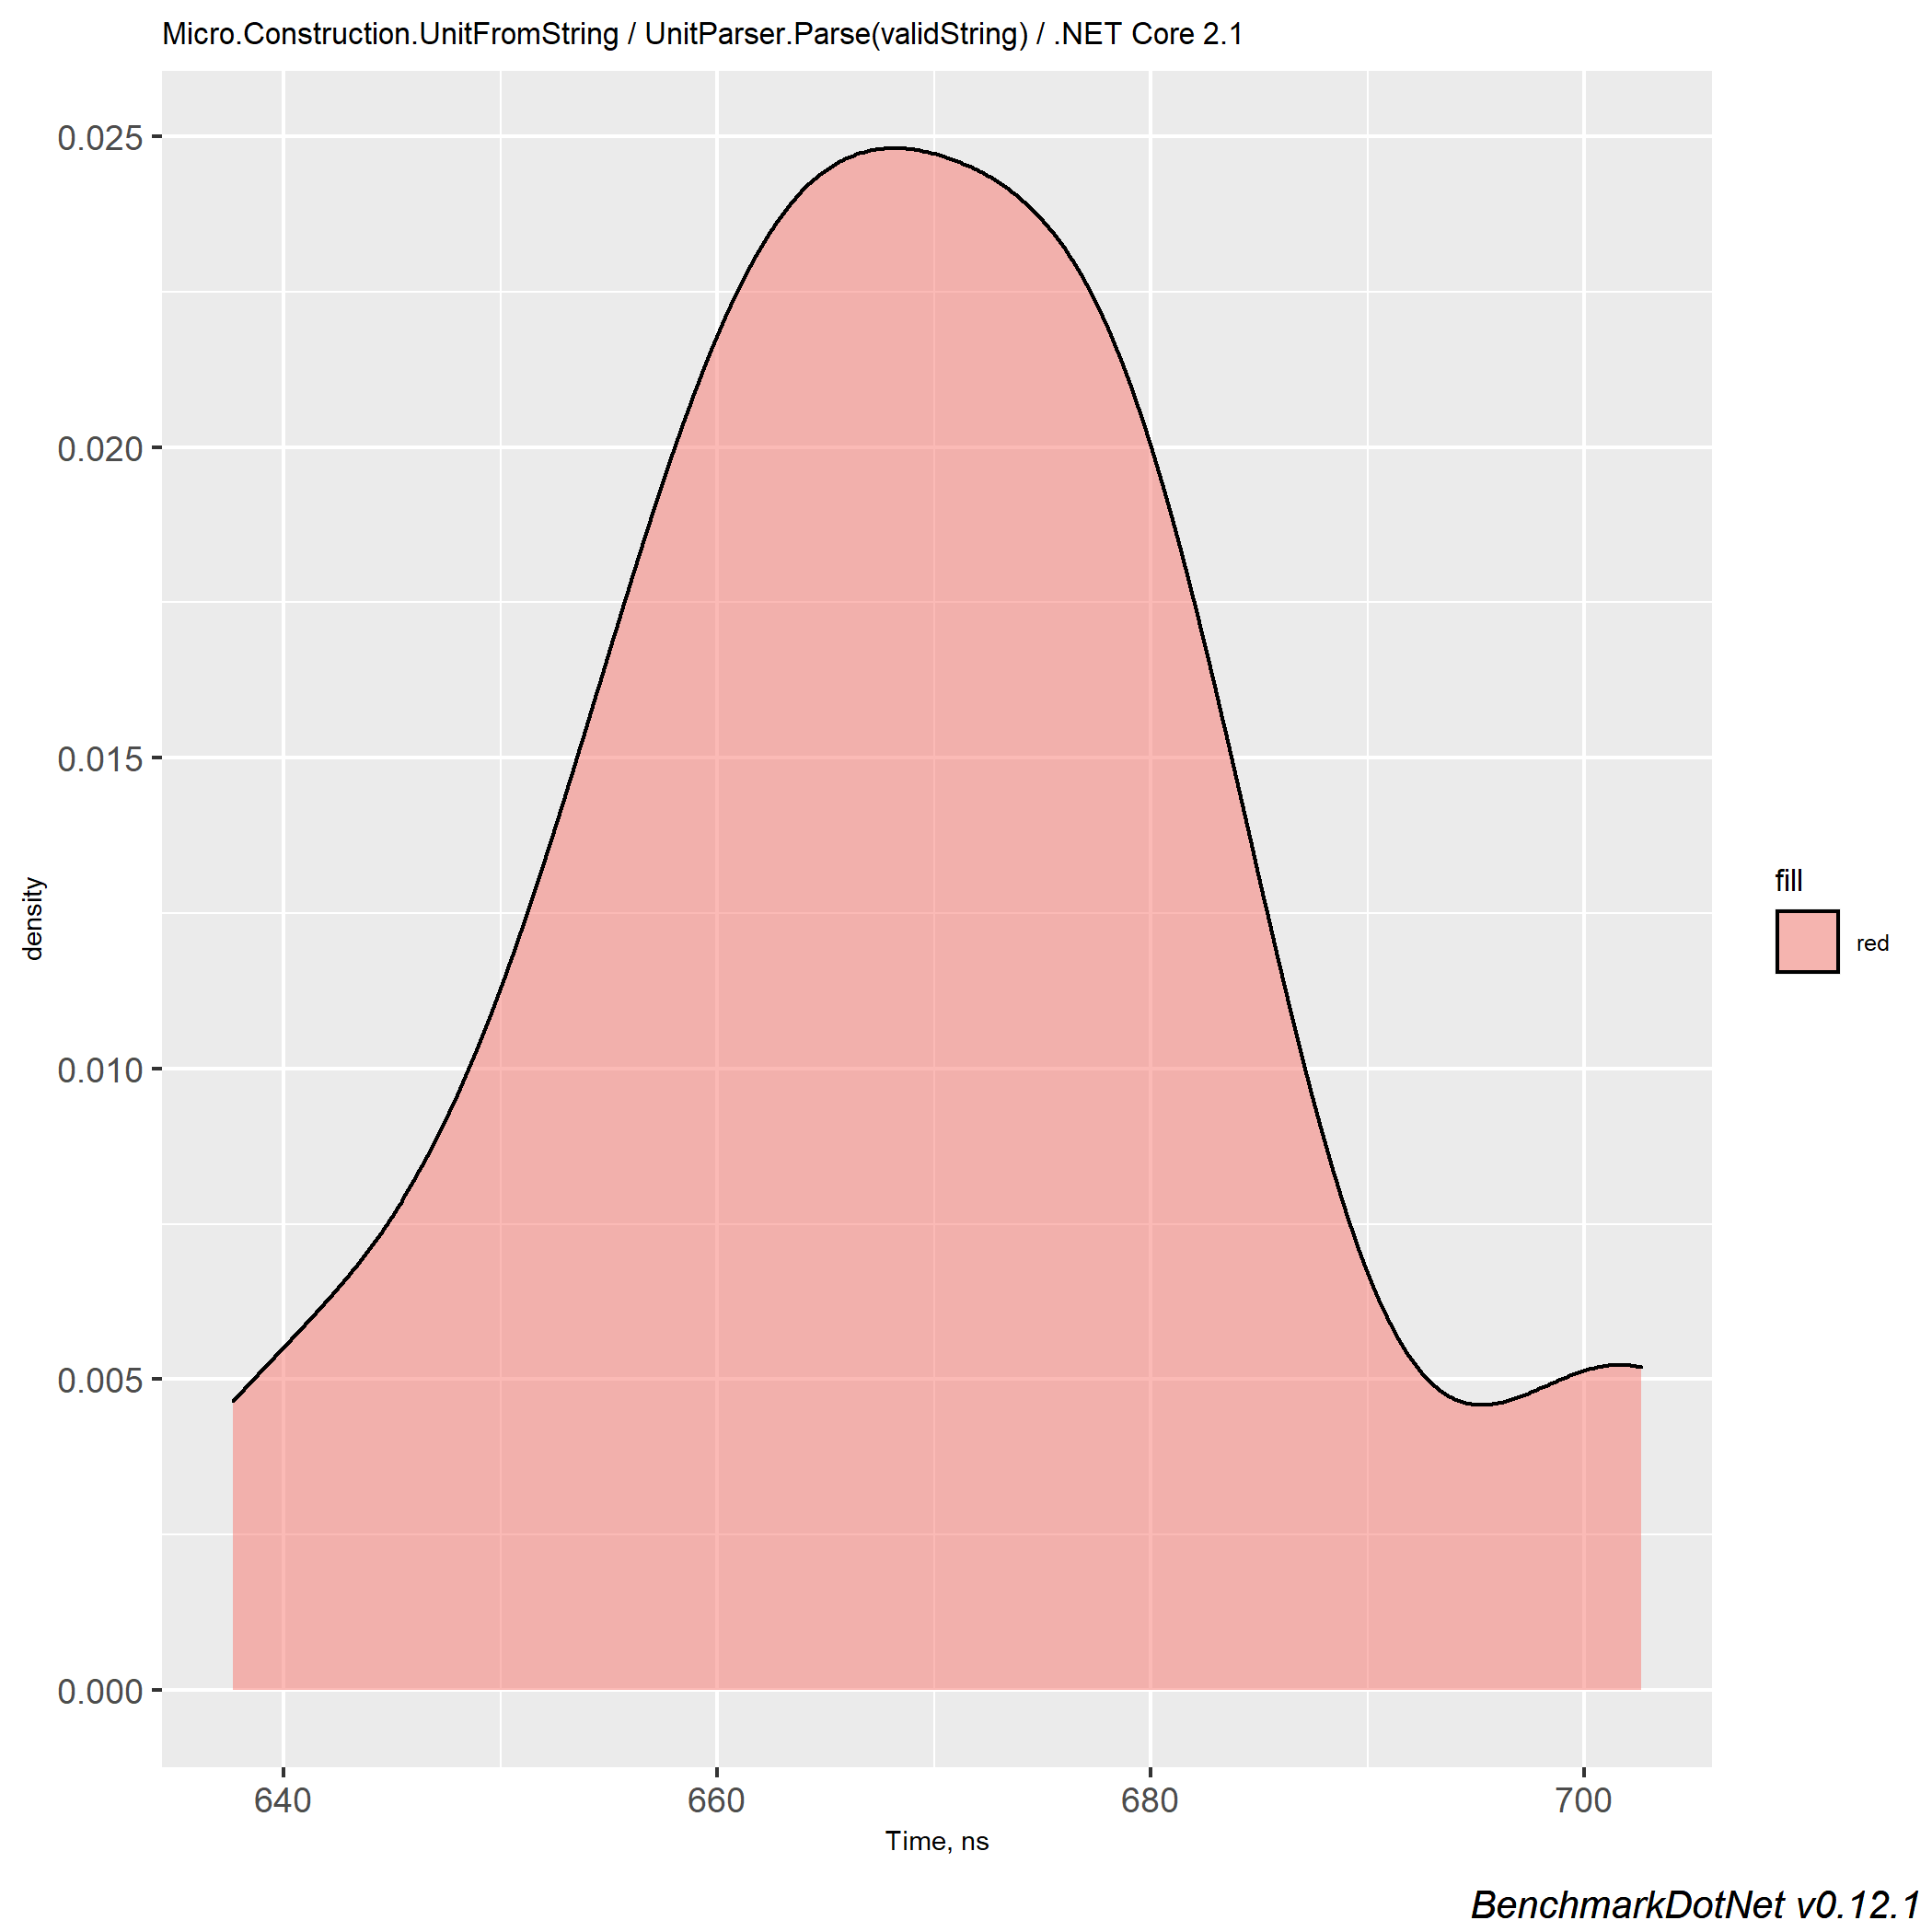 Micro.Construction.UnitFromString / UnitParser.Parse(validString) / .NET Core 2.1
0.025
0.020
0.015
0.010
0.005
0.000
density
640
660
680
700
Time, ns
fill
red
BenchmarkDotNet v0.12.1